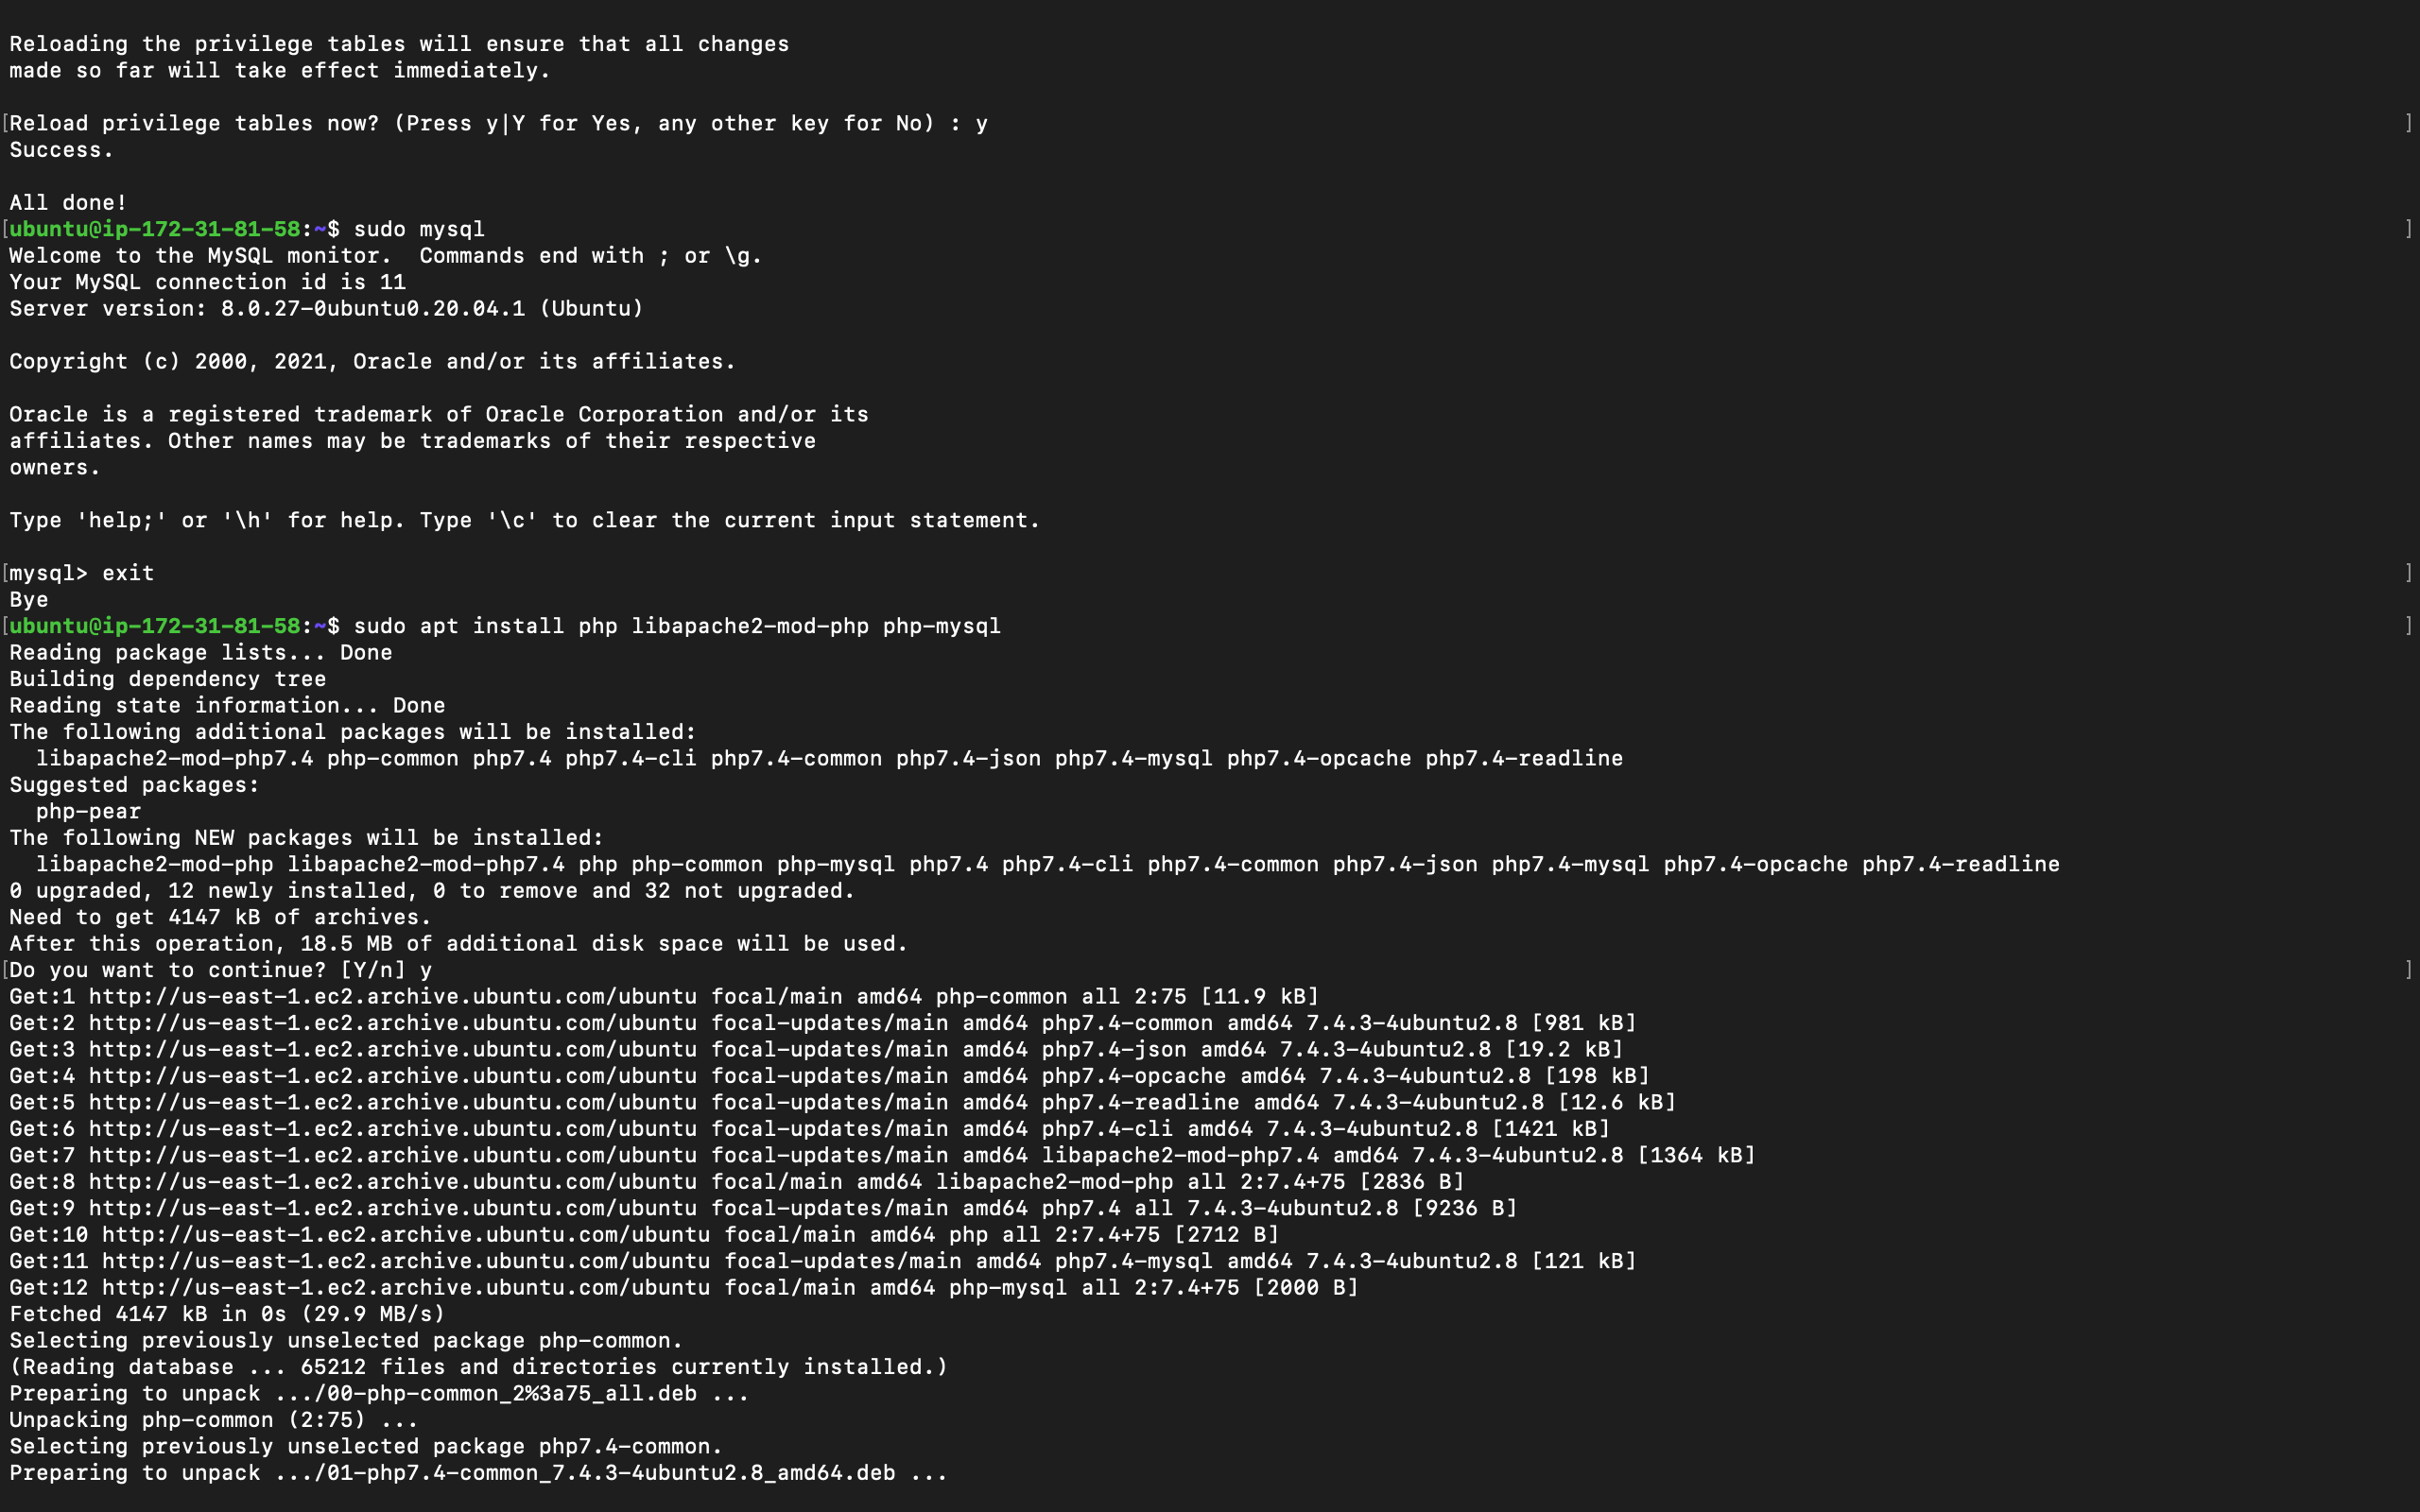 Reloading the privilege tables will ensure that all changes
made so far will take effect immediately.

[Reload privilege tables now? (Press y|Y for Yes, any other key for No) : y ]
Success.

All done!
[ubuntu@ip-172-31-81-58:~$ sudo mysql ]
Welcome to the MySQL monitor.  Commands end with ; or \g.
Your MySQL connection id is 11
Server version: 8.0.27-0ubuntu0.20.04.1 (Ubuntu)

Copyright (c) 2000, 2021, Oracle and/or its affiliates.

Oracle is a registered trademark of Oracle Corporation and/or its
affiliates. Other names may be trademarks of their respective
owners.

Type 'help;' or '\h' for help. Type '\c' to clear the current input statement.

[mysql> exit ]
Bye
[ubuntu@ip-172-31-81-58:~$ sudo apt install php libapache2-mod-php php-mysql ]
Reading package lists... Done
Building dependency tree
Reading state information... Done
The following additional packages will be installed:
  libapache2-mod-php7.4 php-common php7.4 php7.4-cli php7.4-common php7.4-json php7.4-mysql php7.4-opcache php7.4-readline
Suggested packages:
  php-pear
The following NEW packages will be installed:
  libapache2-mod-php libapache2-mod-php7.4 php php-common php-mysql php7.4 php7.4-cli php7.4-common php7.4-json php7.4-mysql php7.4-opcache php7.4-readline
0 upgraded, 12 newly installed, 0 to remove and 32 not upgraded.
Need to get 4147 kB of archives.
After this operation, 18.5 MB of additional disk space will be used.
[Do you want to continue? [Y/n] y ]
Get:1 http://us-east-1.ec2.archive.ubuntu.com/ubuntu focal/main amd64 php-common all 2:75 [11.9 kB]
Get:2 http://us-east-1.ec2.archive.ubuntu.com/ubuntu focal-updates/main amd64 php7.4-common amd64 7.4.3-4ubuntu2.8 [981 kB]
Get:3 http://us-east-1.ec2.archive.ubuntu.com/ubuntu focal-updates/main amd64 php7.4-json amd64 7.4.3-4ubuntu2.8 [19.2 kB]
Get:4 http://us-east-1.ec2.archive.ubuntu.com/ubuntu focal-updates/main amd64 php7.4-opcache amd64 7.4.3-4ubuntu2.8 [198 kB]
Get:5 http://us-east-1.ec2.archive.ubuntu.com/ubuntu focal-updates/main amd64 php7.4-readline amd64 7.4.3-4ubuntu2.8 [12.6 kB]
Get:6 http://us-east-1.ec2.archive.ubuntu.com/ubuntu focal-updates/main amd64 php7.4-cli amd64 7.4.3-4ubuntu2.8 [1421 kB]
Get:7 http://us-east-1.ec2.archive.ubuntu.com/ubuntu focal-updates/main amd64 libapache2-mod-php7.4 amd64 7.4.3-4ubuntu2.8 [1364 kB]
Get:8 http://us-east-1.ec2.archive.ubuntu.com/ubuntu focal/main amd64 libapache2-mod-php all 2:7.4+75 [2836 B]
Get:9 http://us-east-1.ec2.archive.ubuntu.com/ubuntu focal-updates/main amd64 php7.4 all 7.4.3-4ubuntu2.8 [9236 B]
Get:10 http://us-east-1.ec2.archive.ubuntu.com/ubuntu focal/main amd64 php all 2:7.4+75 [2712 B]
Get:11 http://us-east-1.ec2.archive.ubuntu.com/ubuntu focal-updates/main amd64 php7.4-mysql amd64 7.4.3-4ubuntu2.8 [121 kB]
Get:12 http://us-east-1.ec2.archive.ubuntu.com/ubuntu focal/main amd64 php-mysql all 2:7.4+75 [2000 B]
Fetched 4147 kB in 0s (29.9 MB/s)
Selecting previously unselected package php-common.
(Reading database ... 65212 files and directories currently installed.)
Preparing to unpack .../00-php-common_2%3a75_all.deb ...
Unpacking php-common (2:75) ...
Selecting previously unselected package php7.4-common.
Preparing to unpack .../01-php7.4-common_7.4.3-4ubuntu2.8_amd64.deb ...